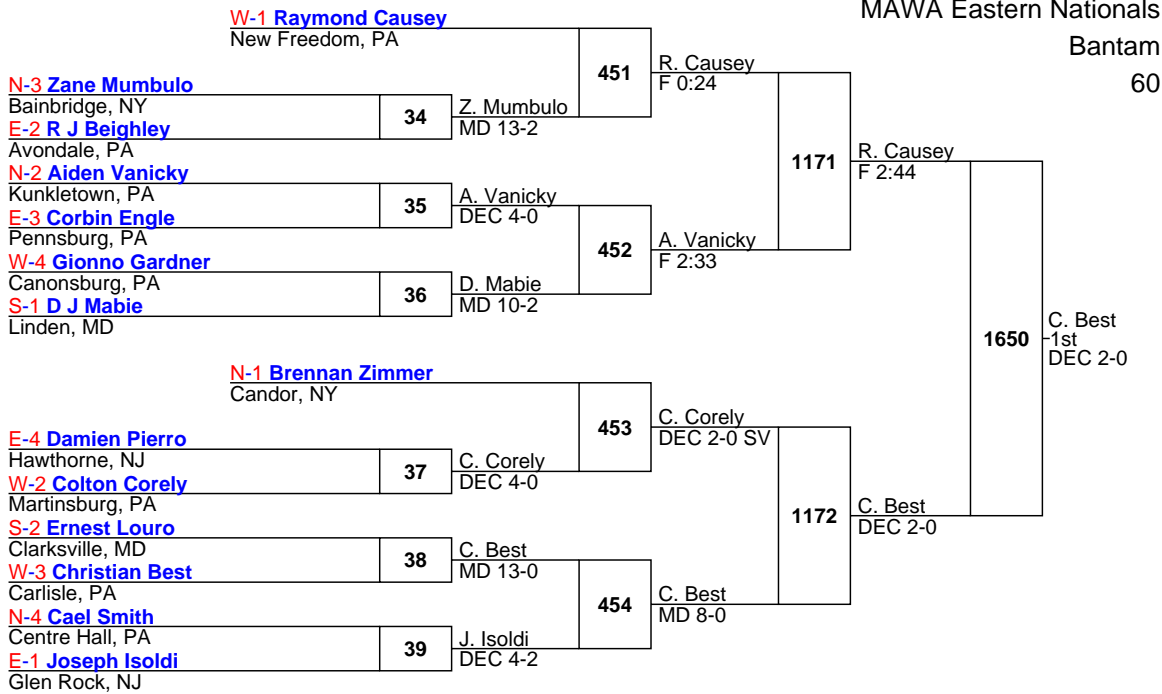 MAWA Eastern Nationals
Bantam
60
W-1 Raymond Causey
New Freedom, PA
451
R. Causey
F 0:24
N-3 Zane Mumbulo
Bainbridge, NY
34
Z. Mumbulo
MD 13-2
E-2 R J Beighley
Avondale, PA
1171
R. Causey
F 2:44
N-2 Aiden Vanicky
Kunkletown, PA
35
A. Vanicky
DEC 4-0
E-3 Corbin Engle
Pennsburg, PA
452
A. Vanicky
F 2:33
W-4 Gionno Gardner
Canonsburg, PA
36
D. Mabie
MD 10-2
S-1 D J Mabie
Linden, MD
1650
C. Best
1st
DEC 2-0
N-1 Brennan Zimmer
Candor, NY
453
C. Corely
DEC 2-0 SV
E-4 Damien Pierro
Hawthorne, NJ
37
C. Corely
DEC 4-0
W-2 Colton Corely
Martinsburg, PA
1172
C. Best
DEC 2-0
S-2 Ernest Louro
Clarksville, MD
38
C. Best
MD 13-0
W-3 Christian Best
Carlisle, PA
454
C. Best
MD 8-0
N-4 Cael Smith
Centre Hall, PA
39
J. Isoldi
DEC 4-2
E-1 Joseph Isoldi
Glen Rock, NJ